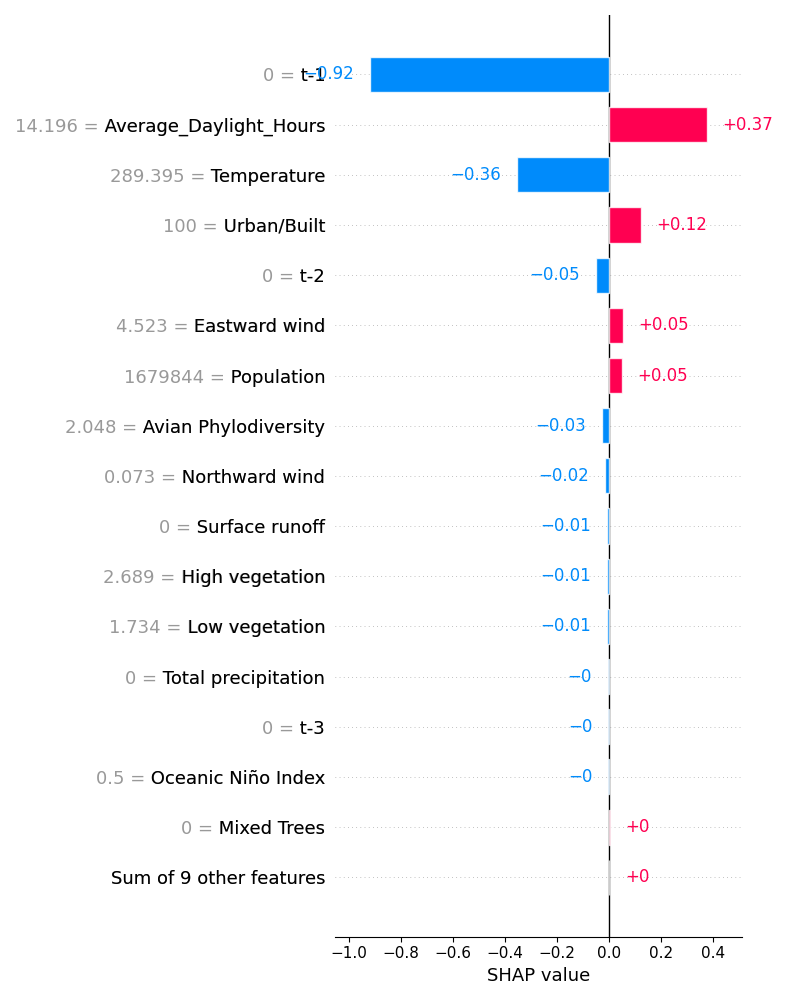 0 = t-1 −0.92
14.196 = Average_Daylight_Hours +0.37
289.395 = Temperature −0.36
100 = Urban/Built +0.12
0 = t-2 −0.05
4.523 = Eastward wind +0.05
1679844 = Population +0.05
2.048 = Avian Phylodiversity −0.03
0.073 = Northward wind −0.02
0 = Surface runoff −0.01
2.689 = High vegetation −0.01
1.734 = Low vegetation −0.01
0 = Total precipitation −0
0 = t-3 −0
0.5 = Oceanic Niño Index −0
0 = Mixed Trees +0
Sum of 9 other features +0
−1.0 −0.8 −0.6 −0.4 −0.2 0.0 0.2 0.4
SHAP value